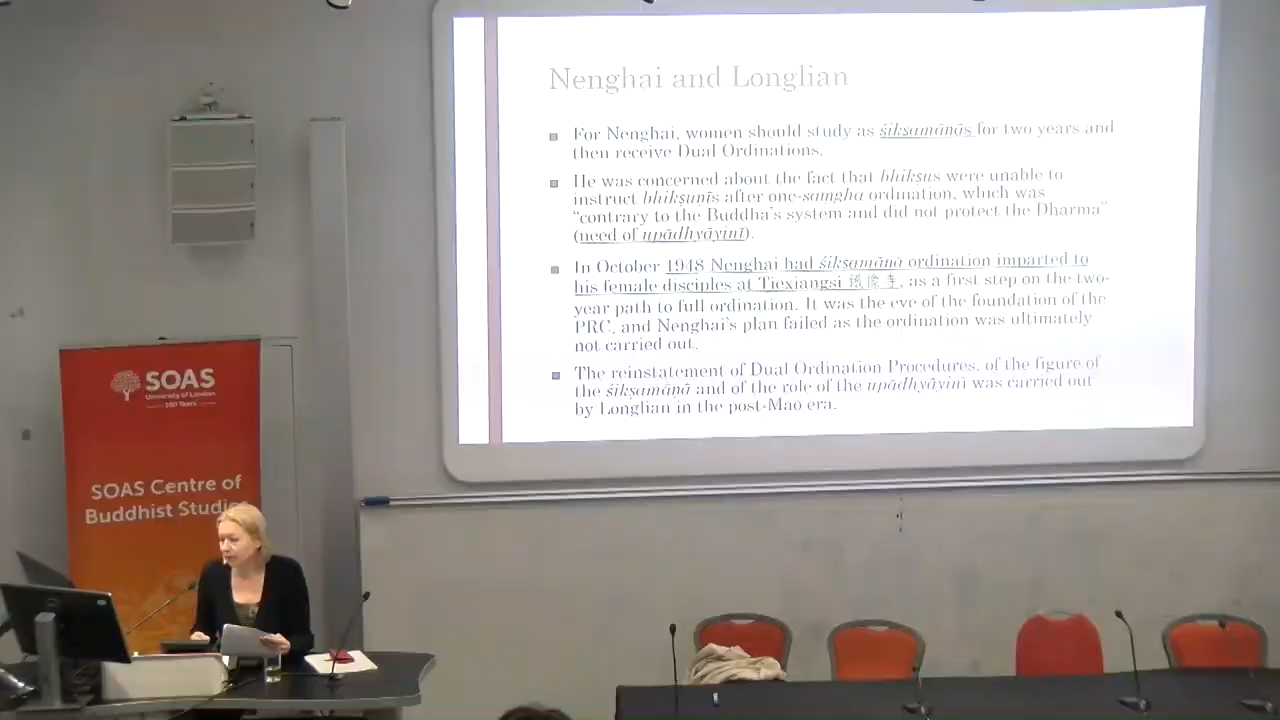 Nenghai and Longlian
For Nenghai, women should study as śikṣamāṇās for two years and
then receive Dual Ordinations.
He was concerned about the fact that bhikṣus were unable to
instruct bhikṣuṇīs after one-saṃgha ordination, which was
“contrary to the Buddha’s system and did not protect the Dharma”
(need of upādhyāyinī).
In October 1948 Nenghai had śikṣamāṇā ordination imparted to
his female disciples at Tiexiangsi 鐵像寺, as a first step on the two-
year path to full ordination. It was the eve of the foundation of the
PRC, and Nenghai’s plan failed as the ordination was ultimately
not carried out.
The reinstatement of Dual Ordination Procedures, of the figure of
the śikṣamāṇā and of the role of the upādhyāyinī was carried out
by Longlian in the post-Mao era.
SOAS
University of London
100 Years
SOAS Centre of
Buddhist Studies